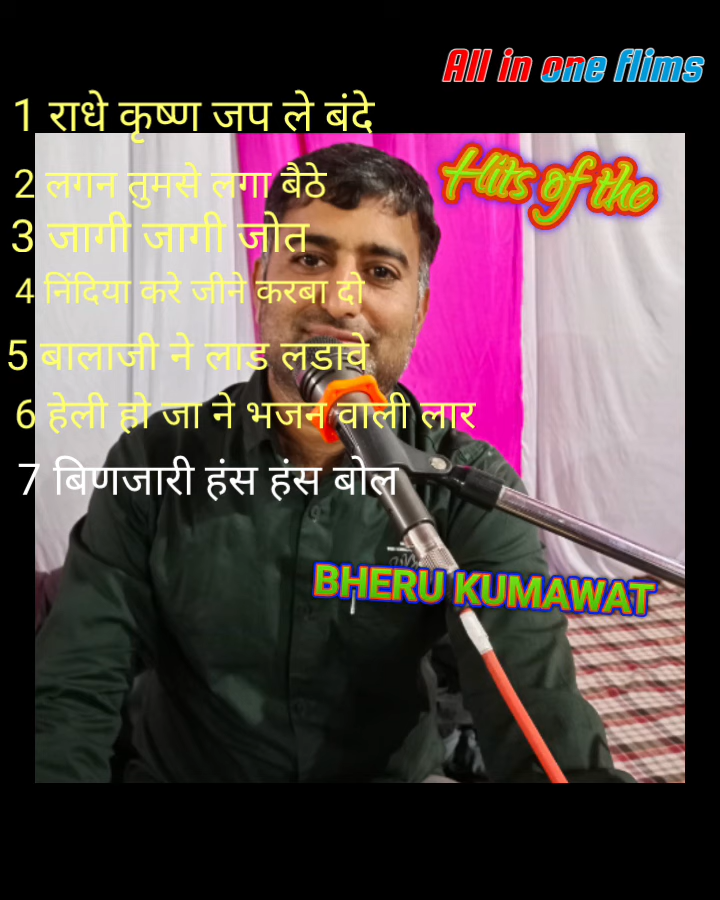 All in one flims
1 राधे कृष्ण जप ले बंदे
Hits of the
2 लगन तुमसे लगा बैठे
3 जागी जागी जोत
4 निंदिया करे जीने करबा दो
5 बालाजी ने लाड लडावे
6 हेली हो जा ने भजन वाली लार
7 बिणजारी हंस हंस बोल
BHERU KUMAWAT